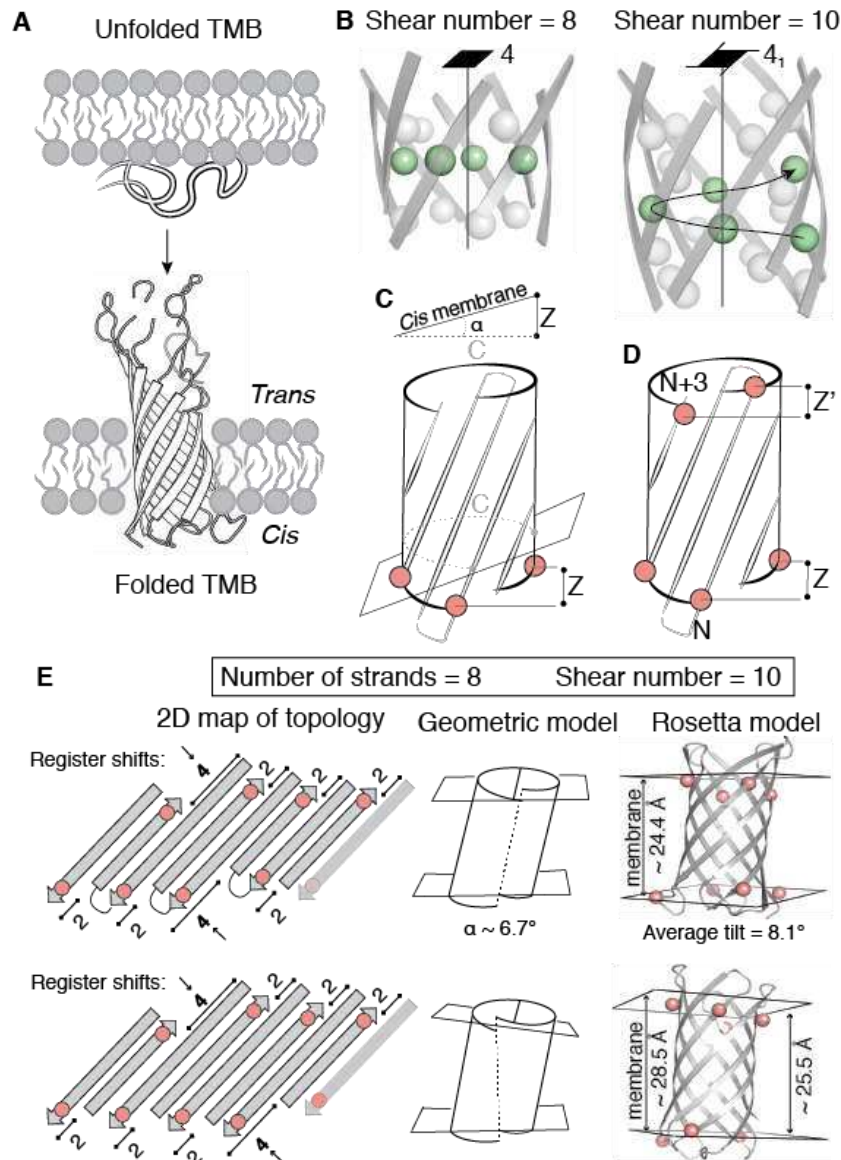 A
Unfolded TMB
Trans
Cis
Folded TMB
B
Shear number = 8
4
Shear number = 10
4₁
C
Cis membrane
α
Z
C
C
Z
D
N+3
Z’
Z
N
E
Number of strands = 8 Shear number = 10
2D map of topology
Geometric model
Rosetta model
Register shifts:
4
2
2
2
2
2
4
α ~ 6.7°
membrane
~ 24.4 Å
Average tilt = 8.1°
Register shifts:
4
2
2
2
2
2
2
4
membrane
~ 28.5 Å
~ 25.5 Å